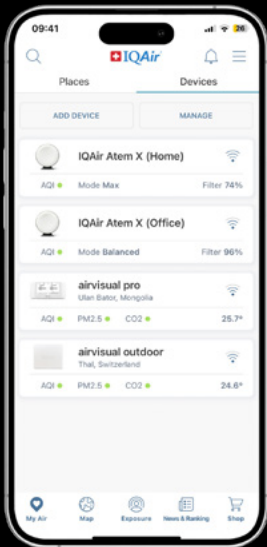 09:41
26
IQAir
Places Devices
ADD DEVICE MANAGE
IQAir Atem X (Home)
AQI Mode Max Filter 74%
IQAir Atem X (Office)
AQI Mode Balanced Filter 96%
airvisual pro
Ulan Bator, Mongolia
AQI PM2.5 CO2 25.7°
airvisual outdoor
Thal, Switzerland
AQI PM2.5 CO2 24.6°
My Air Map Exposure News & Ranking Shop